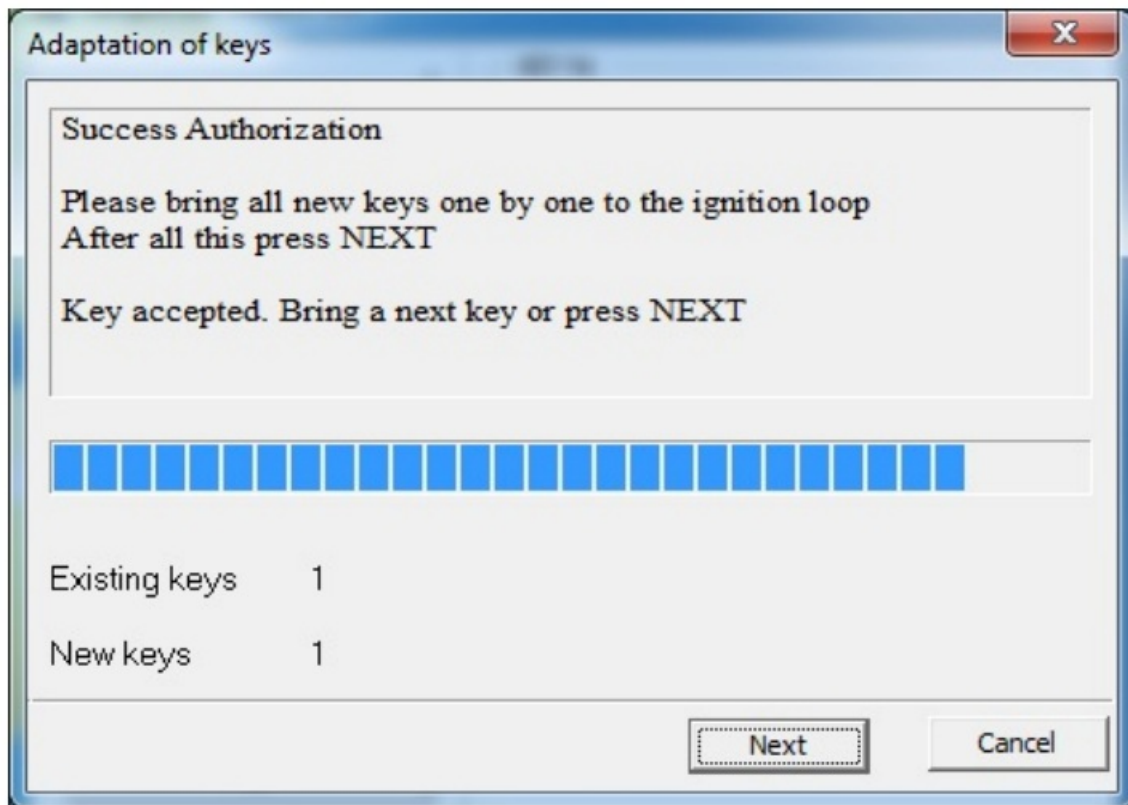 Adaptation of keys
Success Authorization
Please bring all new keys one by one to the ignition loop
After all this press NEXT
Key accepted. Bring a next key or press NEXT
Existing keys 1
New keys 1
Next Cancel